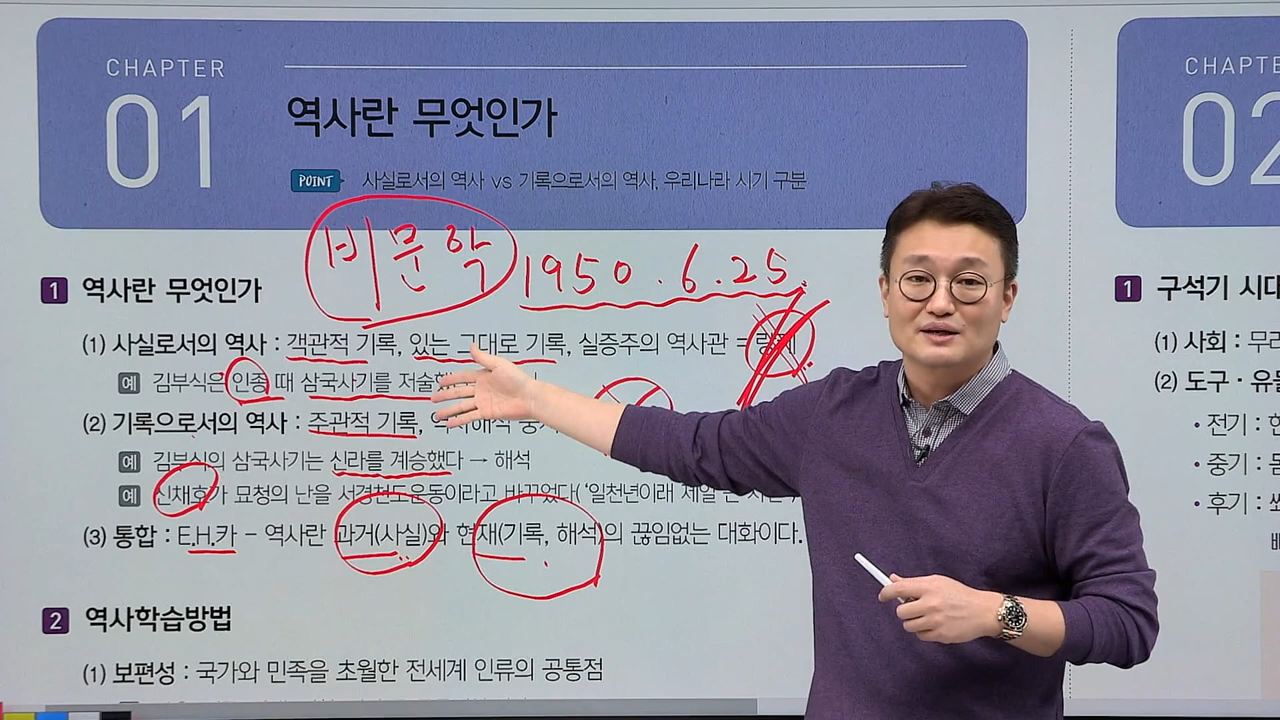 CHAPTER
01
역사란 무엇인가
POINT 사실로서의 역사 vs 기록으로서의 역사, 우리나라 시기 구분
비문학
1950.6.25.
1 역사란 무엇인가
(1) 사실로서의 역사 : 객관적 기록, 있는 그대로 기록, 실증주의 역사관 =
예 김부식은 인종 때 삼국사기를 저술
(2) 기록으로서의 역사 : 주관적 기록,
예 김부식의 삼국사기는 신라를 계승했다 → 해석
예 신채호가 묘청의 난을 서경천도운동이라고 바꾸었다( '일천년이래 제일
(3) 통합 : E.H.카 - 역사란 과거(사실)와 현재(기록, 해석)의 끊임없는 대화이다.
2 역사학습방법
(1) 보편성 : 국가와 민족을 초월한 전세계 인류의 공통점
CHAPTE
02
1 구석기 시대
(1) 사회 : 무리
(2) 도구 · 유
• 전기 :
• 중기 :
• 후기 :